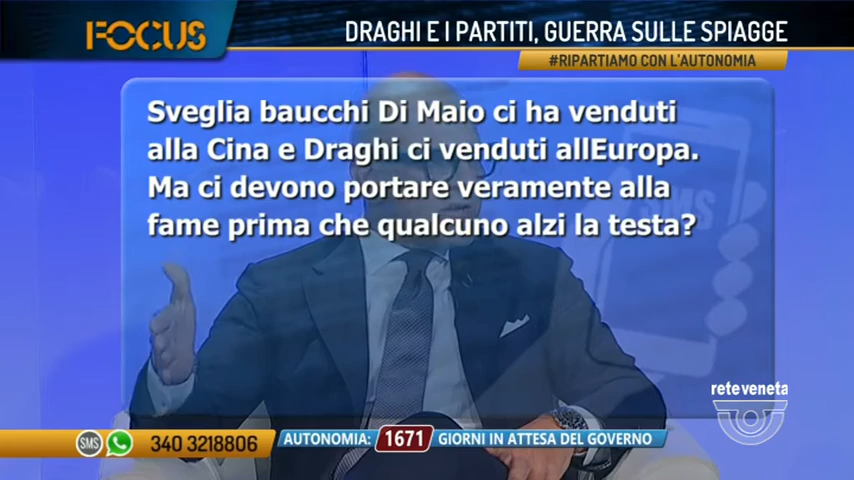 FOCUS
DRAGHI E I PARTITI, GUERRA SULLE SPIAGGE
#RIPARTIAMO CON L'AUTONOMIA
Sveglia baucchi Di Maio ci ha venduti
alla Cina e Draghi ci venduti allEuropa.
Ma ci devono portare veramente alla
fame prima che qualcuno alzi la testa?
SMS
reteveneta
SMS 340 3218806
AUTONOMIA: 1671 GIORNI IN ATTESA DEL GOVERNO